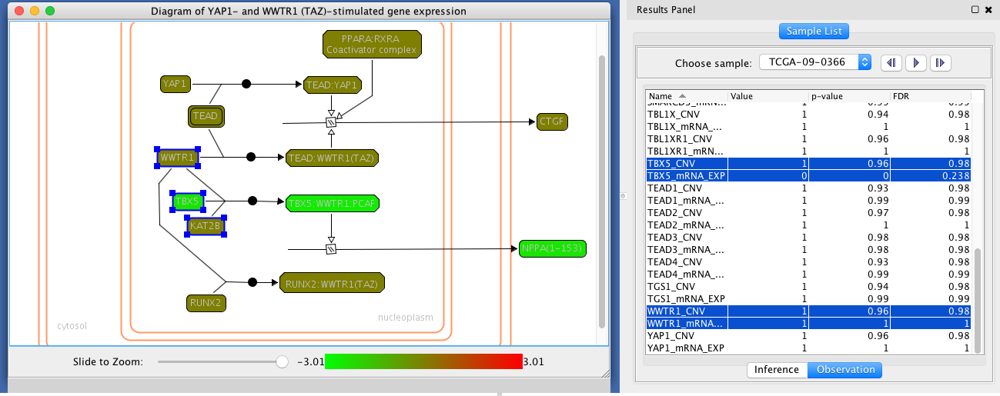 Diagram of YAP1- and WWTR1 (TAZ)-stimulated gene expression
PPARA:RXRA
Coactivator complex
YAP1
TEAD:YAP1
TEAD
CTGF
WWTR1
TEAD:WWTR1(TAZ)
TBX5
TBX5:WWTR1:PCAF
KAT2B
NPPA(1-153)
RUNX2:WWTR1(TAZ)
RUNX2
nucleoplasm
cytosol
Slide to Zoom:
-3.01
3.01
Results Panel
Sample List
Choose sample: TCGA-09-0366
Name Value p-value FDR
SMARCD3_mRN... 1 0.99 0.99
TBL1X_CNV 1 0.94 0.98
TBL1X_mRNA_... 1 1 1
TBL1XR1_CNV 1 0.96 0.98
TBL1XR1_mRN... 1 1 1
TBX5_CNV 1 0.96 0.98
TBX5_mRNA_EXP 0 0 0.238
TEAD1_CNV 1 0.93 0.98
TEAD1_mRNA_... 1 0.99 0.99
TEAD2_CNV 1 0.97 0.98
TEAD2_mRNA_... 1 1 1
TEAD3_CNV 1 0.98 0.98
TEAD3_mRNA_... 1 0.98 0.99
TEAD4_CNV 1 0.93 0.98
TEAD4_mRNA_... 1 0.99 0.99
TGS1_CNV 1 0.94 0.98
TGS1_mRNA_EXP 1 0.99 0.99
WWTR1_CNV 1 0.96 0.98
WWTR1_mRNA... 1 1 1
YAP1_CNV 1 0.96 0.98
YAP1_mRNA_EXP 1 1 1
Inference Observation